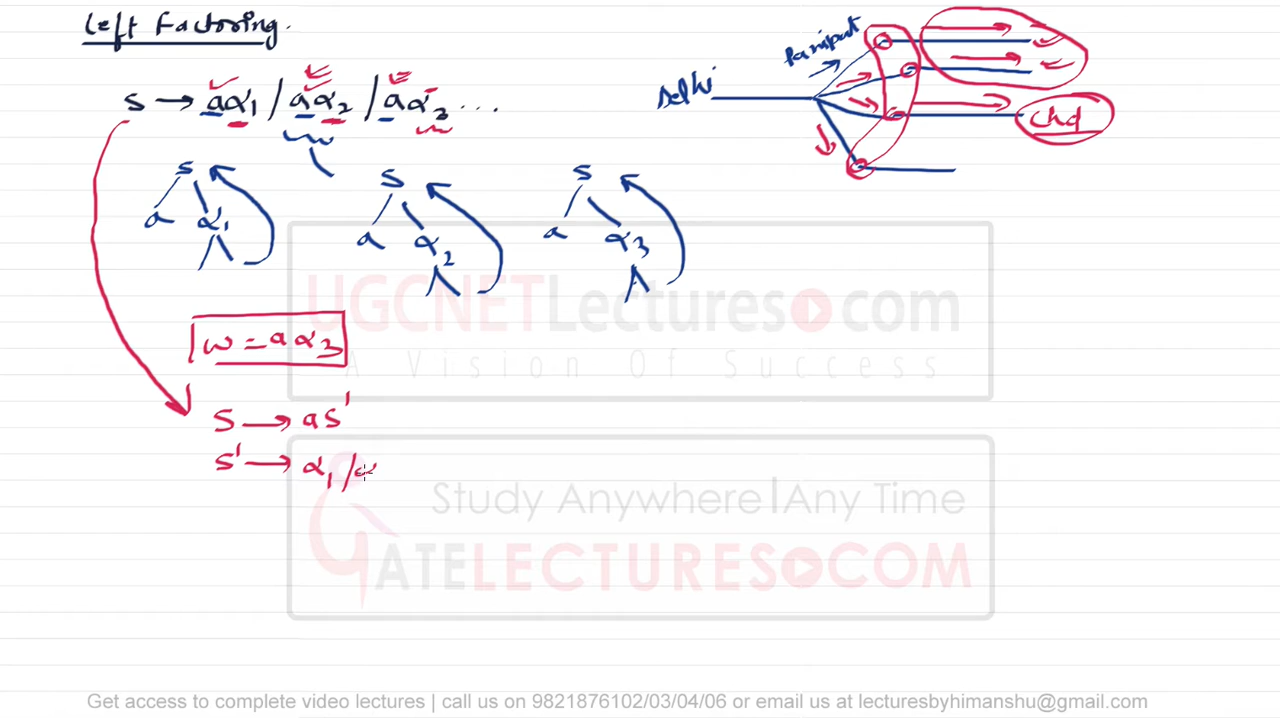 Left Factoring.
S → aα₁ / aα₂ / aα₃ ...
Delhi
Panipat
Chd
S S S
a α₁ a α₂ a α₃
w = aα₃
S → aS'
S' → α₁ / α
UGCNETLectures.com
A Vision Of Success
Study Anywhere|Any Time
GATELECTURES.COM
Get access to complete video lectures | call us on 9821876102/03/04/06 or email us at lecturesbyhimanshu@gmail.com